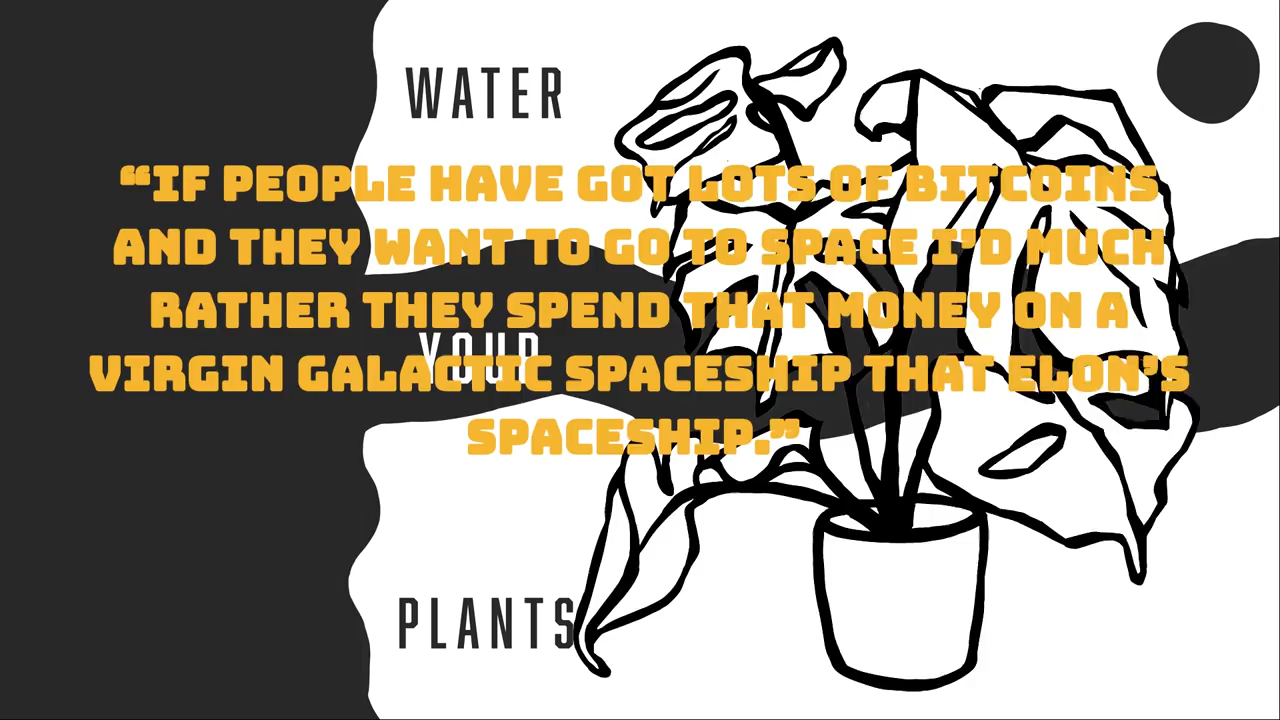 WATER
“IF PEOPLE HAVE GOT LOTS OF BITCOINS
AND THEY WANT TO GO TO SPACE I’D MUCH
RATHER THEY SPEND THAT MONEY ON A
YOUR
VIRGIN GALACTIC SPACESHIP THAT ELON’S
SPACESHIP.”
PLANTS